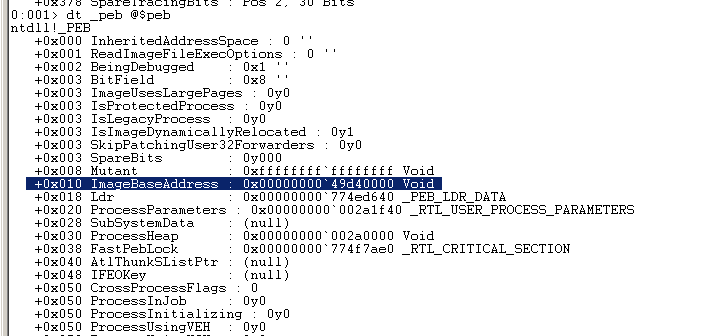 +0x378 SpareTracingBits : Pos 2, 30 Bits
0:001> dt _peb @$peb
ntdll!_PEB
+0x000 InheritedAddressSpace : 0 ''
+0x001 ReadImageFileExecOptions : 0 ''
+0x002 BeingDebugged : 0x1 ''
+0x003 BitField : 0x8 ''
+0x003 ImageUsesLargePages : 0y0
+0x003 IsProtectedProcess : 0y0
+0x003 IsLegacyProcess : 0y0
+0x003 IsImageDynamicallyRelocated : 0y1
+0x003 SkipPatchingUser32Forwarders : 0y0
+0x003 SpareBits : 0y000
+0x008 Mutant : 0xffffffff`ffffffff Void
+0x010 ImageBaseAddress : 0x00000000`49d40000 Void
+0x018 Ldr : 0x00000000`774ed640 _PEB_LDR_DATA
+0x020 ProcessParameters : 0x00000000`002a1f40 _RTL_USER_PROCESS_PARAMETERS
+0x028 SubSystemData : (null)
+0x030 ProcessHeap : 0x00000000`002a0000 Void
+0x038 FastPebLock : 0x00000000`774f7ae0 _RTL_CRITICAL_SECTION
+0x040 AtlThunkSListPtr : (null)
+0x048 IFEOKey : (null)
+0x050 CrossProcessFlags : 0
+0x050 ProcessInJob : 0y0
+0x050 ProcessInitializing : 0y0
+0x050 ProcessUsingVEH : 0y0